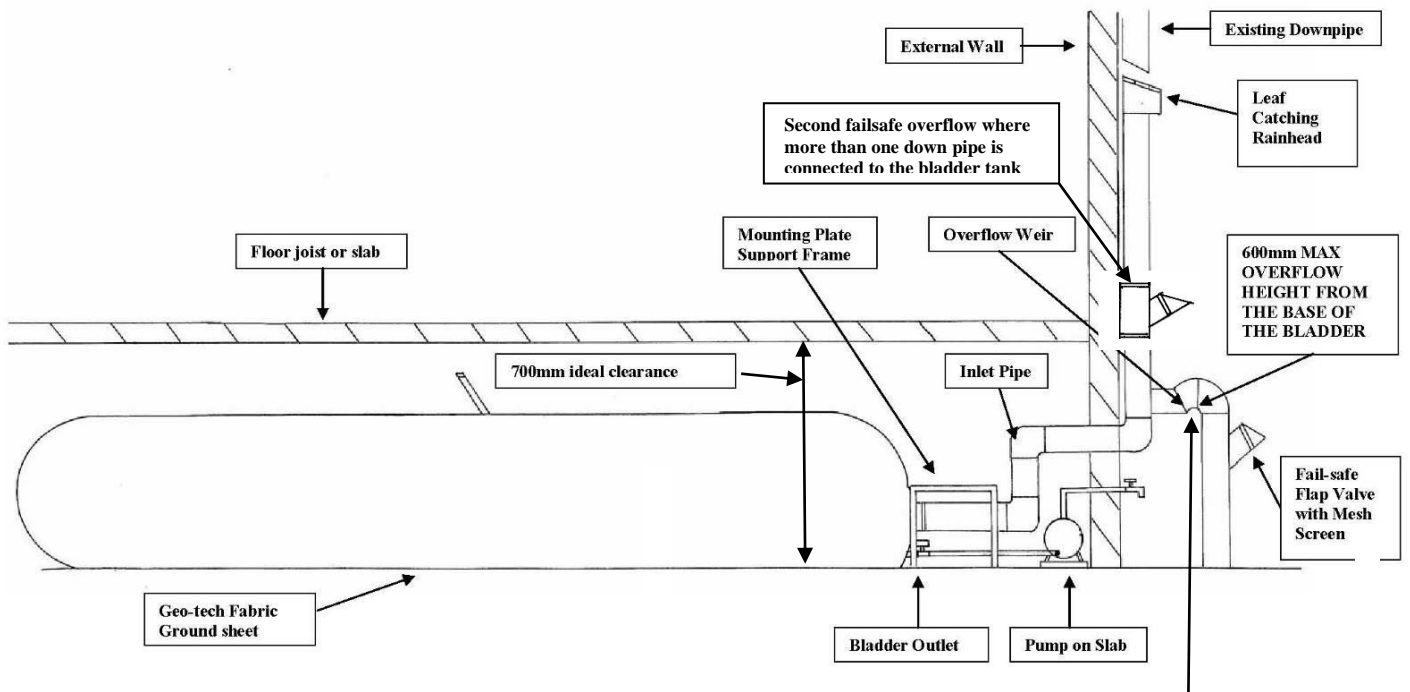 External Wall
Existing Downpipe
Leaf
Catching
Rainhead
Second failsafe overflow where
more than one down pipe is
connected to the bladder tank
Floor joist or slab
Mounting Plate
Support Frame
Overflow Weir
600mm MAX
OVERFLOW
HEIGHT FROM
THE BASE OF
THE BLADDER
700mm ideal clearance
Inlet Pipe
Fail-safe
Flap Valve
with Mesh
Screen
Geo-tech Fabric
Ground sheet
Bladder Outlet
Pump on Slab